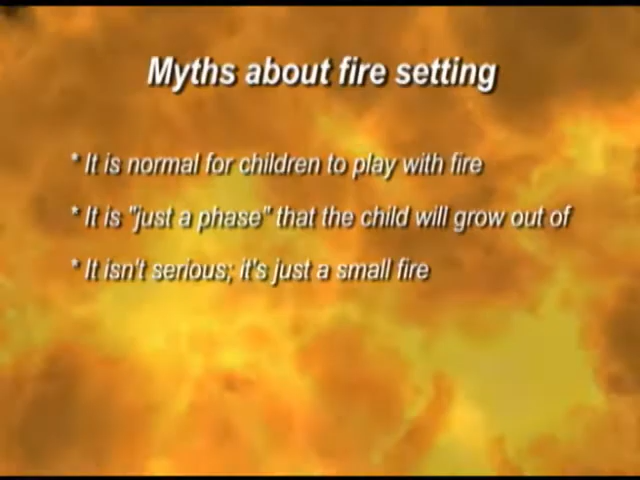 Myths about fire setting
* It is normal for children to play with fire
* It is "just a phase" that the child will grow out of
* It isn't serious; it's just a small fire